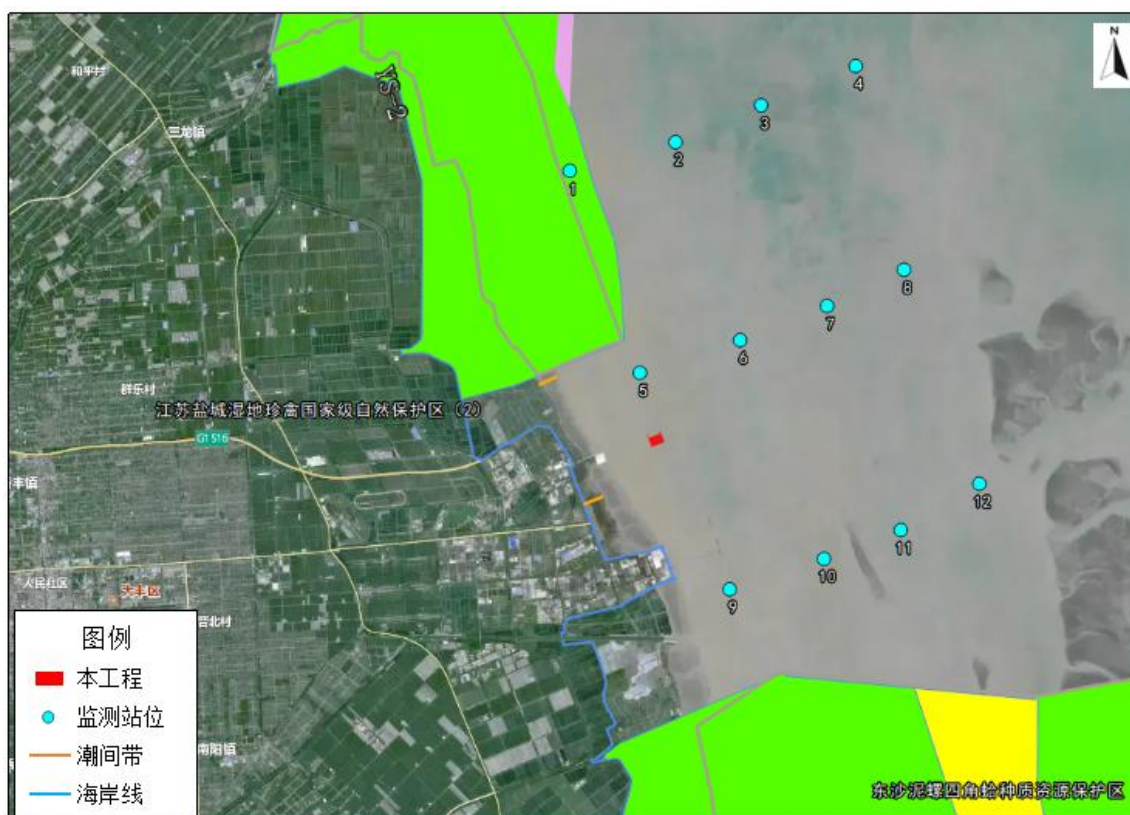 N
和平村
三龙镇
YS-2
4
3
2
1
8
7
6
5
群乐村
江苏盐城湿地珍禽国家级自然保护区（2）
G1516
丰镇
12
11
10
9
人民社区
大丰区
晋北村
南阳镇
图例
本工程
监测站位
潮间带
海岸线
东沙泥螺四角蛤种质资源保护区